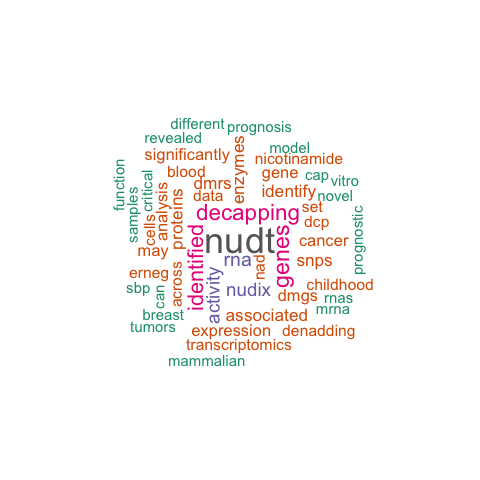 different
prognosis
revealed
model
significantly
enzymes
nicotinamide
blood
gene
cap
vitro
function
critical
dmrs
identify
novel
samples
analysis
data
set
decapping
dcp
cells
proteins
nudt
cancer
prognostic
may
identified
rna
nad
genes
snps
erneg
across
activity
nudix
childhood
sbp
can
dmgs
rnas
breast
associated
mrna
tumors
expression
denadding
transcriptomics
mammalian